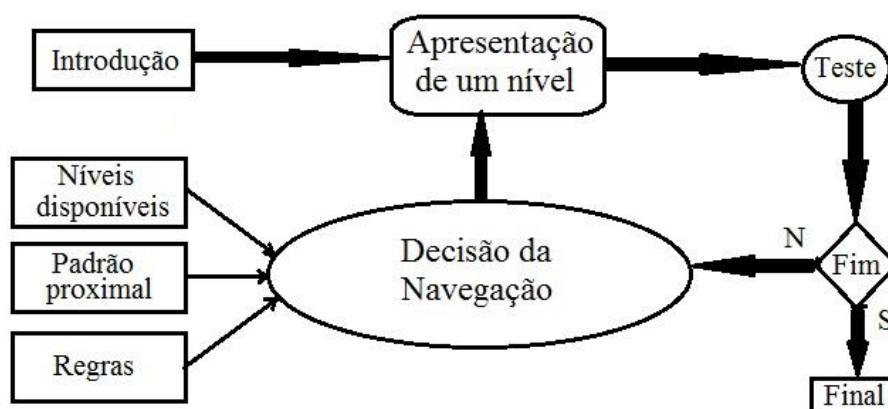 Introdução
Apresentação
de um nível
Teste
Níveis
disponíveis
Padrão
proximal
Regras
Decisão da
Navegação
N
Fim
S
Final